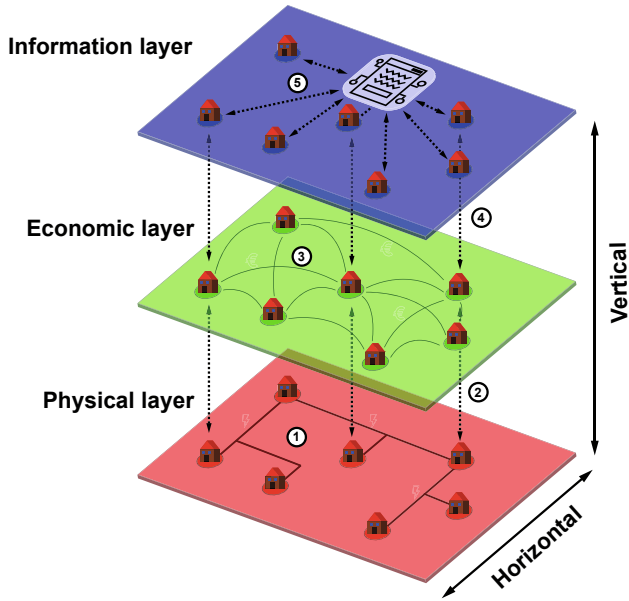 Information layer
5
Economic layer
4
3
Vertical
Physical layer
2
1
Horizontal